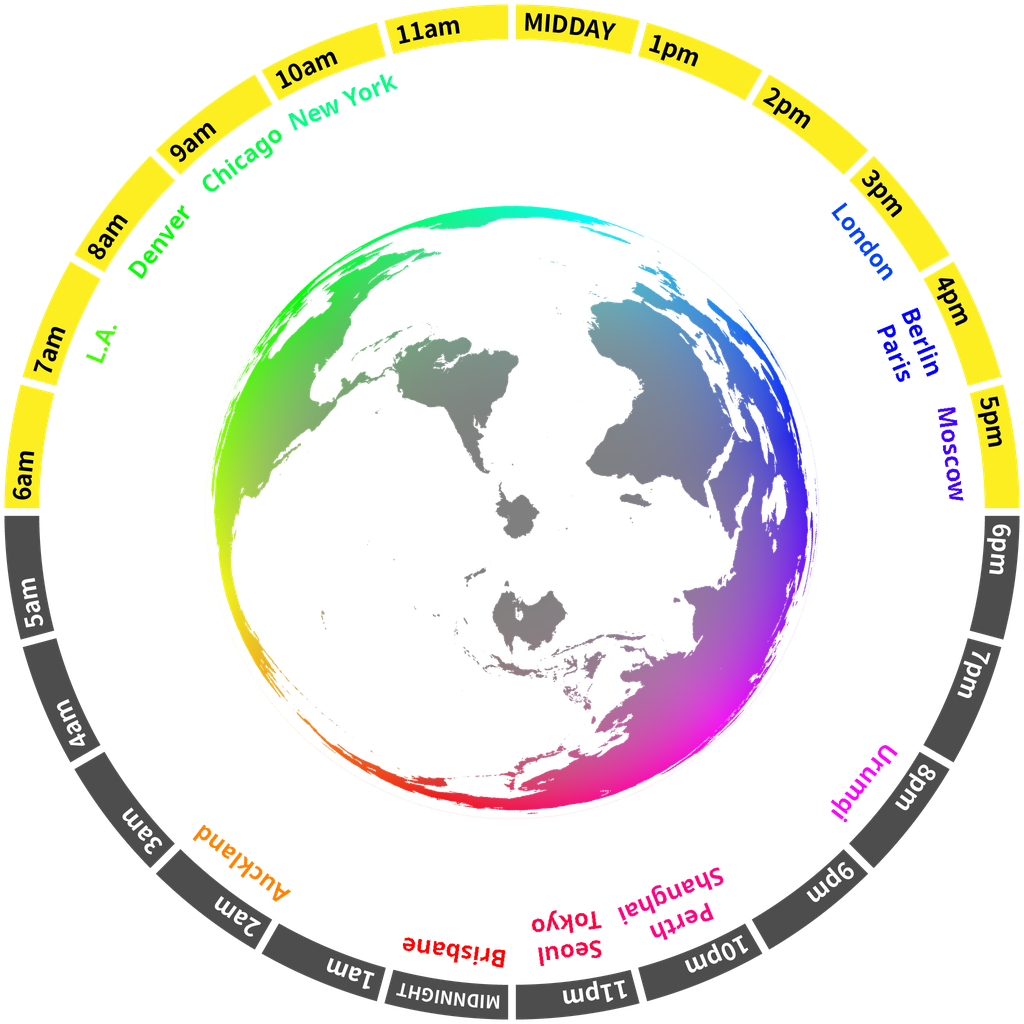 MIDDAY
1pm
2pm
3pm
4pm
5pm
6pm
7pm
8pm
9pm
10pm
11pm
MIDNNIGHT
1am
2am
3am
4am
5am
6am
7am
8am
9am
10am
11am
London
Berlin
Paris
Moscow
Urumqi
Shanghai
Perth
Tokyo
Seoul
Brisbane
Auckland
L.A.
Denver
Chicago
New York